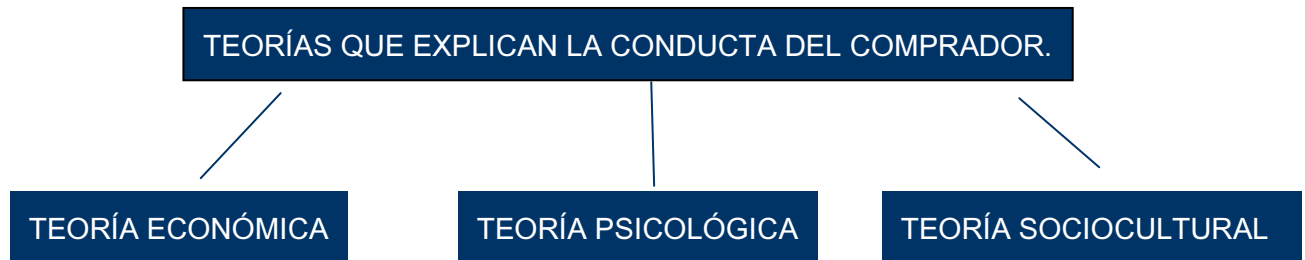 TEORÍAS QUE EXPLICAN LA CONDUCTA DEL COMPRADOR.
TEORÍA ECONÓMICA
TEORÍA PSICOLÓGICA
TEORÍA SOCIOCULTURAL